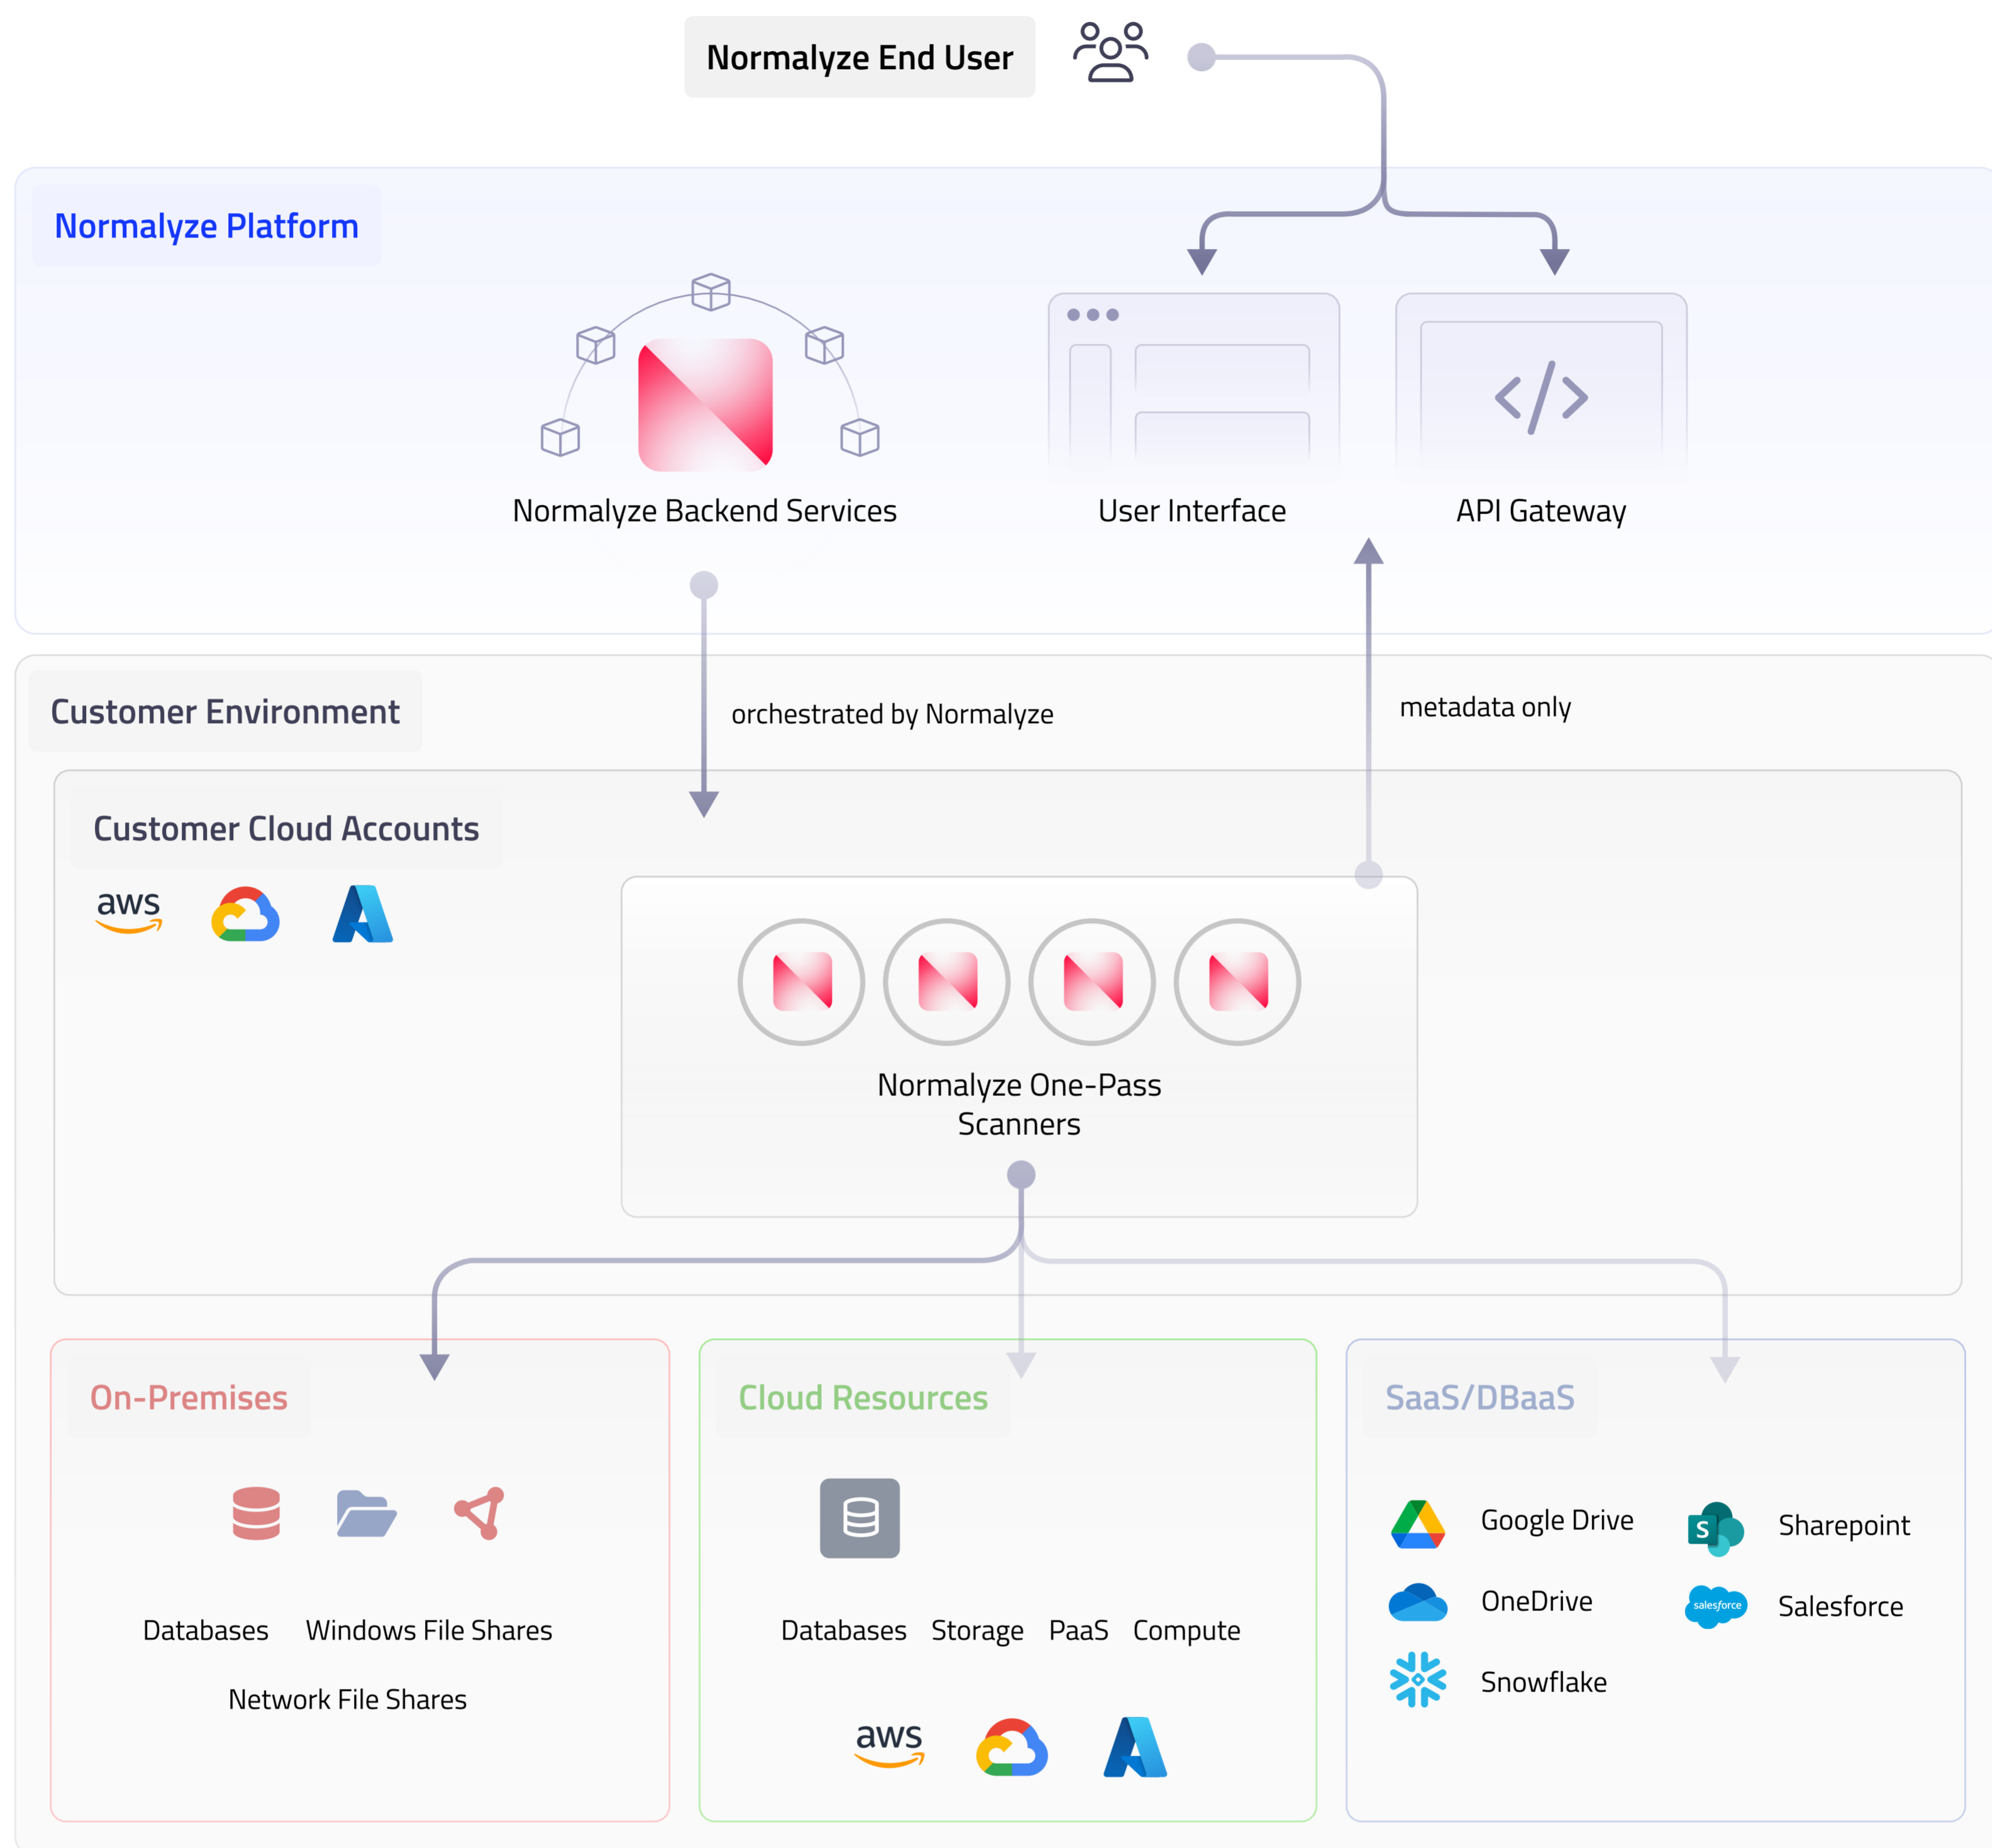 Normalyze End User
Normalyze Platform
Normalyze Backend Services
User Interface
API Gateway
Customer Environment
orchestrated by Normalyze
metadata only
Customer Cloud Accounts
aws
Normalyze One-Pass
Scanners
On-Premises
Databases Windows File Shares
Network File Shares
Cloud Resources
Databases Storage PaaS Compute
aws
SaaS/DBaaS
Google Drive
S Sharepoint
OneDrive
salesforce Salesforce
Snowflake